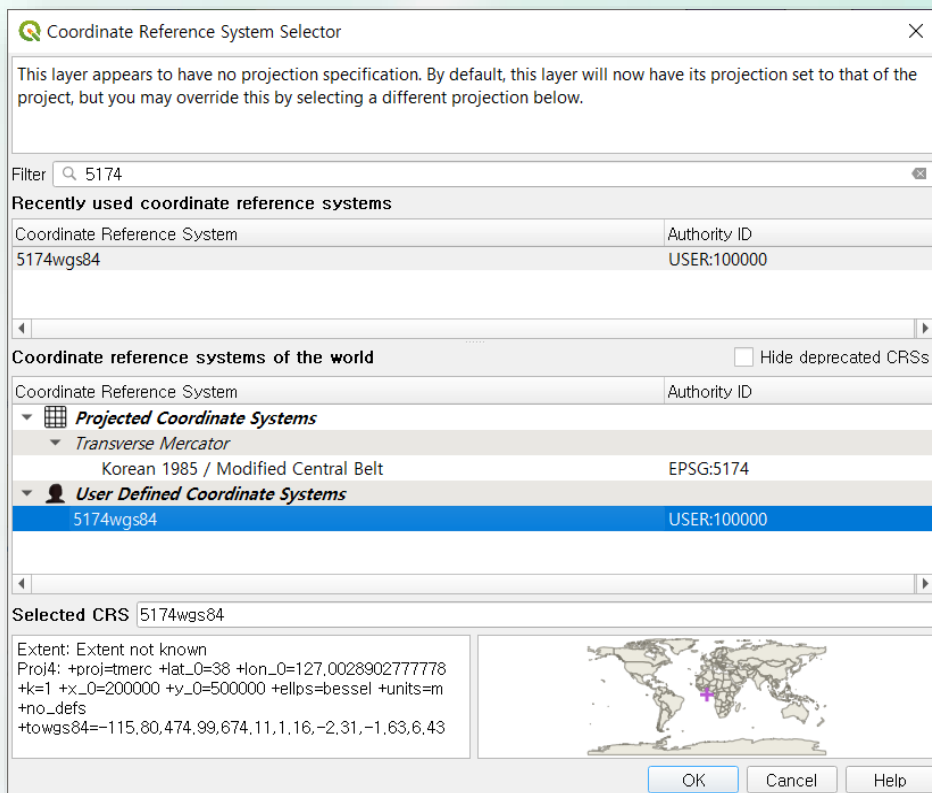 Coordinate Reference System Selector
This layer appears to have no projection specification. By default, this layer will now have its projection set to that of the
project, but you may override this by selecting a different projection below.
Filter 5174
Recently used coordinate reference systems
Coordinate Reference System Authority ID
5174wgs84 USER:100000
Coordinate reference systems of the world Hide deprecated CRSs
Coordinate Reference System Authority ID
Projected Coordinate Systems
Transverse Mercator
Korean 1985 / Modified Central Belt EPSG:5174
User Defined Coordinate Systems
5174wgs84 USER:100000
Selected CRS 5174wgs84
Extent: Extent not known
Proj4: +proj=tmerc +lat_0=38 +lon_0=127.0028902777778
+k=1 +x_0=200000 +y_0=500000 +ellps=bessel +units=m
+no_defs
+towgs84=-115.80,474.99,674.11,1.16,-2.31,-1.63,6.43
OK Cancel Help